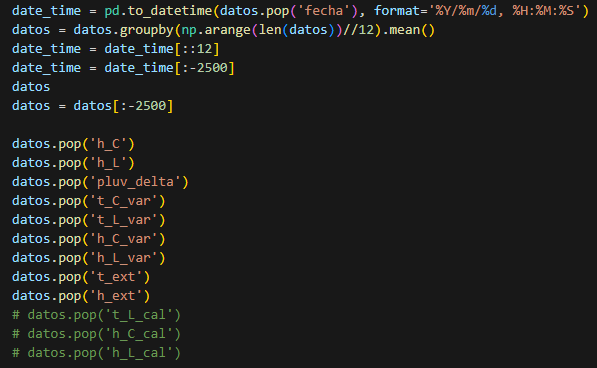 date_time = pd.to_datetime(datos.pop('fecha'), format='%Y/%m/%d, %H:%M:%S')
datos = datos.groupby(np.arange(len(datos))//12).mean()
date_time = date_time[::12]
date_time = date_time[:-2500]
datos
datos = datos[:-2500]

datos.pop('h_C')
datos.pop('h_L')
datos.pop('pluv_delta')
datos.pop('t_C_var')
datos.pop('t_L_var')
datos.pop('h_C_var')
datos.pop('h_L_var')
datos.pop('t_ext')
datos.pop('h_ext')
# datos.pop('t_L_cal')
# datos.pop('h_C_cal')
# datos.pop('h_L_cal')